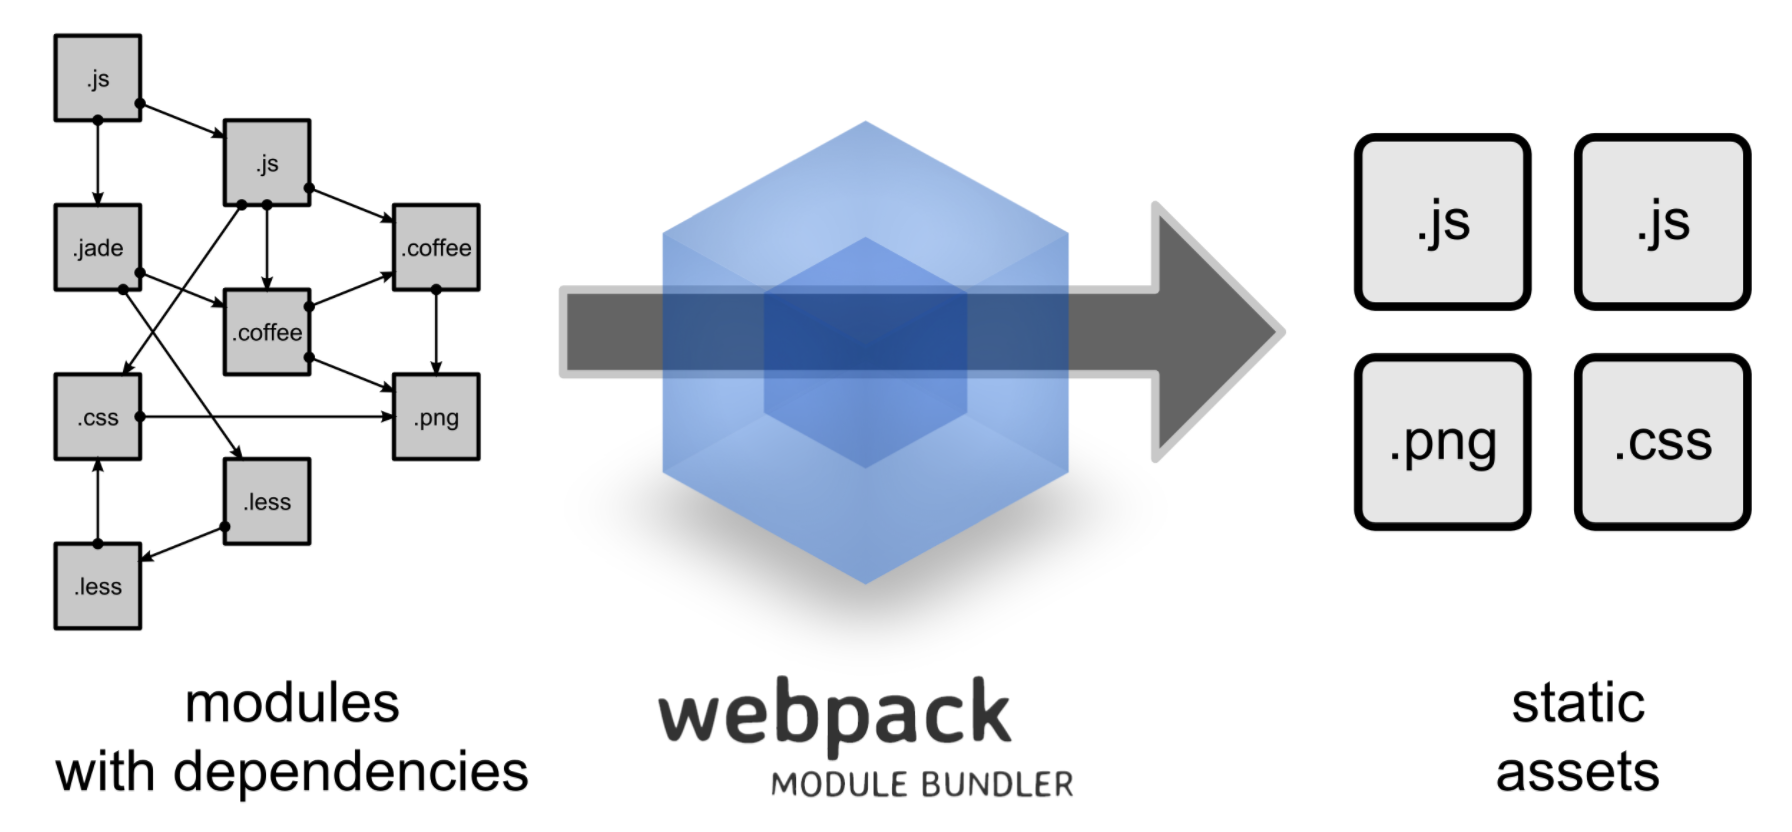 .js
.js
.jade
.coffee
.coffee
.css
.png
.less
.less
modules
with dependencies
webpack
MODULE BUNDLER
.js
.js
.png
.css
static
assets